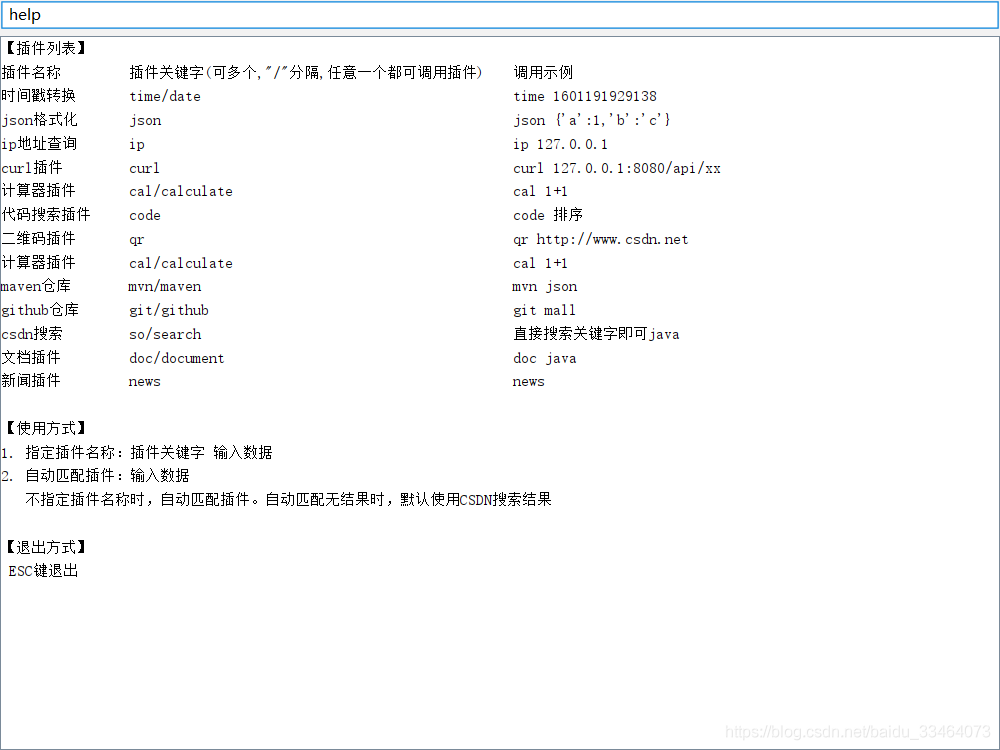 help
【插件列表】
插件名称 插件关键字(可多个,"/"分隔,任意一个都可调用插件) 调用示例
时间戳转换 time/date time 1601191929138
json格式化 json json {'a':1,'b':'c'}
ip地址查询 ip ip 127.0.0.1
curl插件 curl curl 127.0.0.1:8080/api/xx
计算器插件 cal/calculate cal 1+1
代码搜索插件 code code 排序
二维码插件 qr qr http://www.csdn.net
计算器插件 cal/calculate cal 1+1
maven仓库 mvn/maven mvn json
github仓库 git/github git mall
csdn搜索 so/search 直接搜索关键字即可java
文档插件 doc/document doc java
新闻插件 news news
【使用方式】
1. 指定插件名称：插件关键字 输入数据
2. 自动匹配插件：输入数据
不指定插件名称时，自动匹配插件。自动匹配无结果时，默认使用CSDN搜索结果
【退出方式】
ESC键退出
https://blog.csdn.net/baidu_33464073